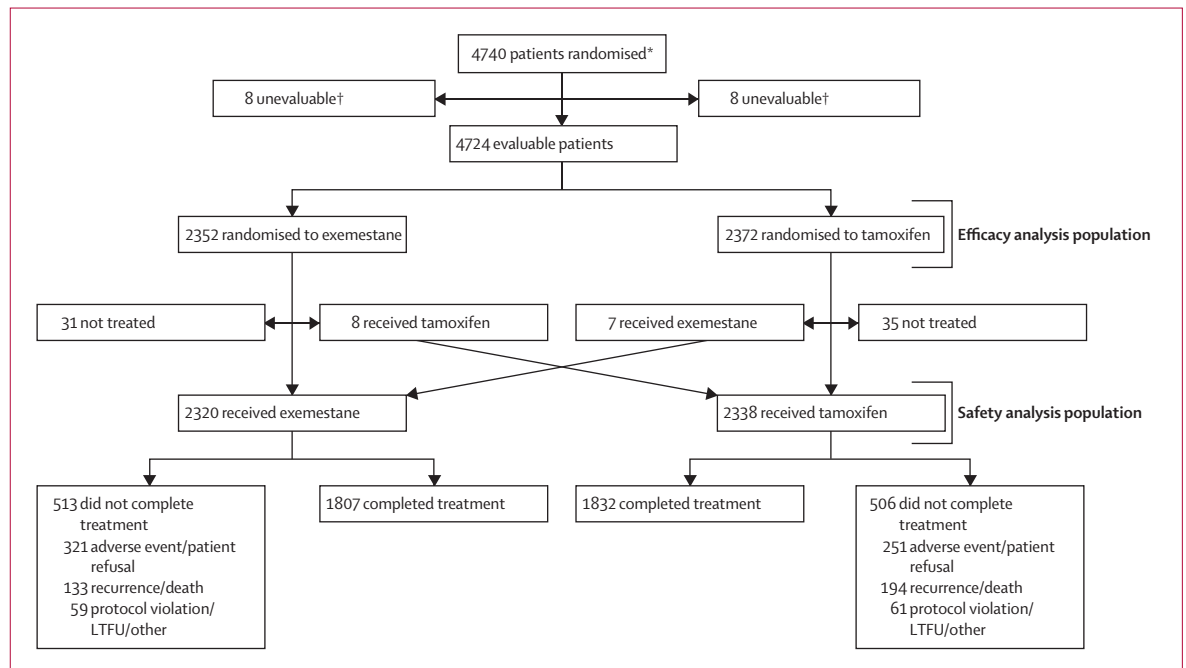 4740 patients randomised*
8 unevaluable†
8 unevaluable†
4724 evaluable patients
2352 randomised to exemestane
2372 randomised to tamoxifen
Efficacy analysis population
31 not treated
8 received tamoxifen
7 received exemestane
35 not treated
2320 received exemestane
2338 received tamoxifen
Safety analysis population
513 did not complete
treatment
321 adverse event/patient
refusal
133 recurrence/death
59 protocol violation/
LTFU/other
1807 completed treatment
1832 completed treatment
506 did not complete
treatment
251 adverse event/patient
refusal
194 recurrence/death
61 protocol violation/
LTFU/other